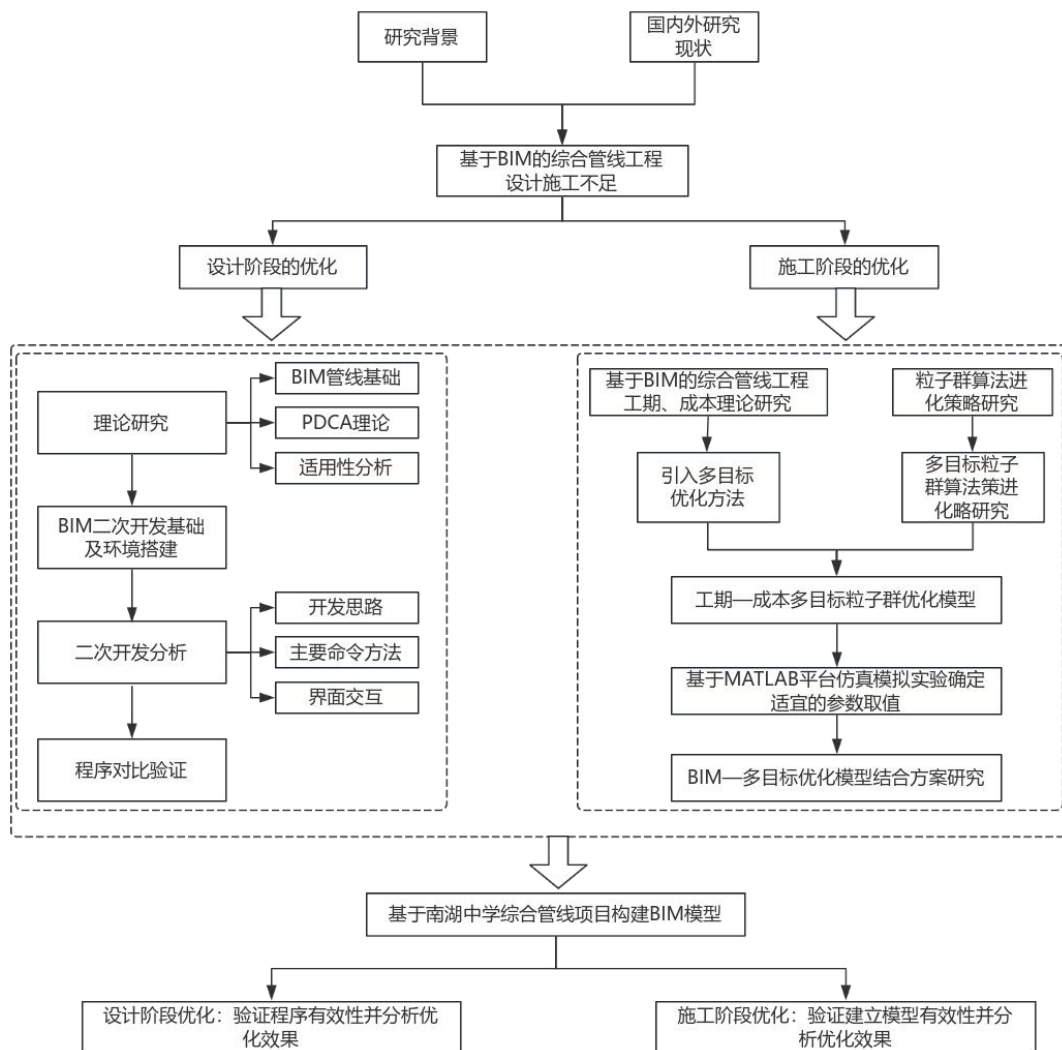 研究背景
国内外研究
现状
基于BIM的综合管线工程
设计施工不足
设计阶段的优化
施工阶段的优化
理论研究
BIM管线基础
PDCA理论
适用性分析
BIM二次开发基础
及环境搭建
二次开发分析
开发思路
主要命令方法
界面交互
程序对比验证
基于BIM的综合管线工程
工期、成本理论研究
粒子群算法进
化策略研究
引入多目标
优化方法
多目标粒子
群算法策进
化略研究
工期—成本多目标粒子群优化模型
基于MATLAB平台仿真模拟实验确定
适宜的参数取值
BIM—多目标优化模型结合方案研究
基于南湖中学综合管线项目构建BIM模型
设计阶段优化：验证程序有效性并分析优
化效果
施工阶段优化：验证建立模型有效性并分
析优化效果